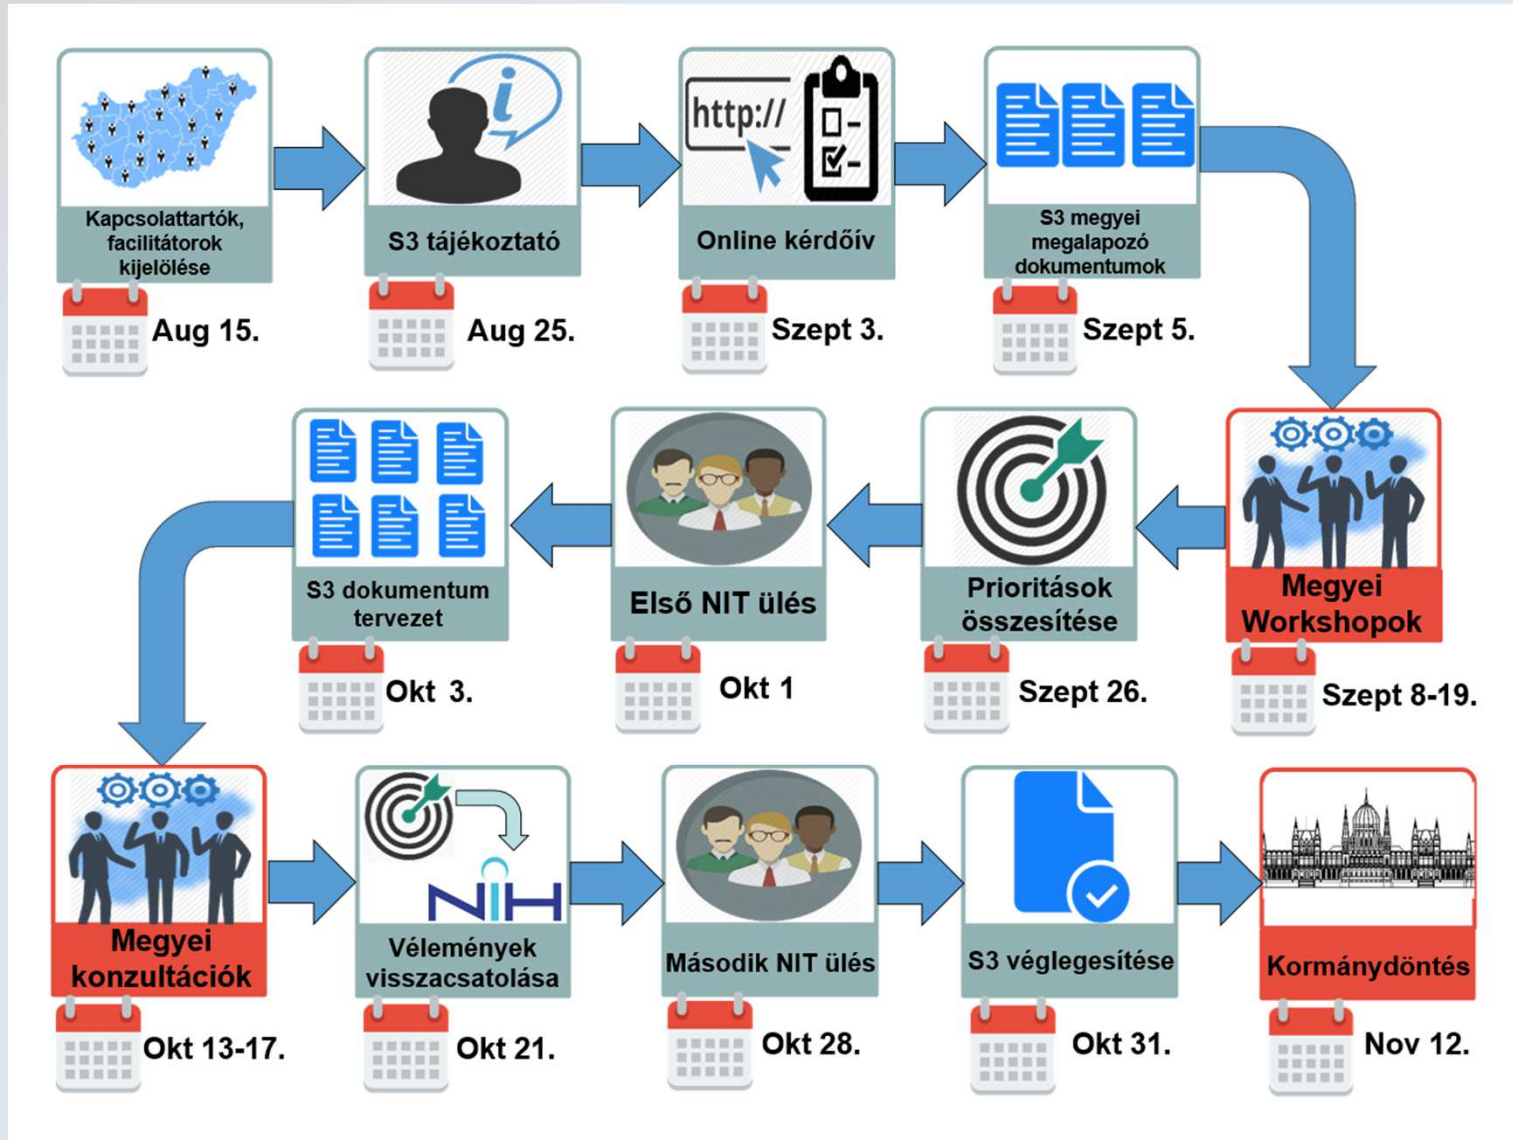 Kapcsolattartók,
facilitátorok
kijelölése
Aug 15.
i
S3 tájékoztató
Aug 25.
http://
Online kérdőív
Szept 3.
S3 megyei
megalapozó
dokumentumok
Szept 5.
Megyei
Workshopok
Szept 8-19.
Prioritások
összesítése
Szept 26.
Első NIT ülés
Okt 1
S3 dokumentum
tervezet
Okt 3.
Megyei
konzultációk
Okt 13-17.
NIH
Vélemények
visszacsatolása
Okt 21.
Második NIT ülés
Okt 28.
S3 véglegesítése
Okt 31.
Kormánydöntés
Nov 12.